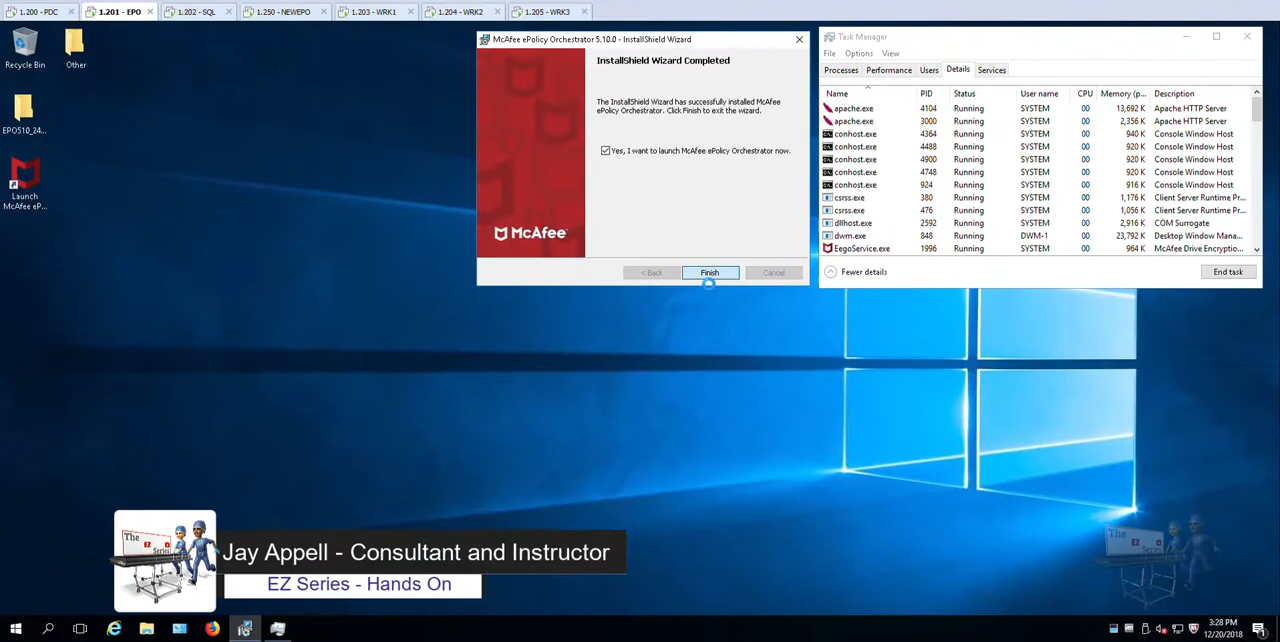 1.200 - PDC
1.201 - EPO
1.202 - SQL
1.250 - NEWEPO
1.203 - WRK1
1.204 - WRK2
1.205 - WRK3
Recycle Bin
Other
EPO510_24...
Launch
McAfee eP...
McAfee ePolicy Orchestrator 5.10.0 - InstallShield Wizard
InstallShield Wizard Completed
The InstallShield Wizard has successfully installed McAfee
ePolicy Orchestrator. Click Finish to exit the wizard.
Yes, I want to launch McAfee ePolicy Orchestrator now.
McAfee
< Back Finish Cancel
Task Manager
File Options View
Processes Performance Users Details Services
Name PID Status User name CPU Memory (p... Description
apache.exe 4104 Running SYSTEM 00 13,692 K Apache HTTP Server
apache.exe 3000 Running SYSTEM 00 2,356 K Apache HTTP Server
conhost.exe 4364 Running SYSTEM 00 940 K Console Window Host
conhost.exe 4488 Running SYSTEM 00 920 K Console Window Host
conhost.exe 4900 Running SYSTEM 00 920 K Console Window Host
conhost.exe 4748 Running SYSTEM 00 920 K Console Window Host
conhost.exe 924 Running SYSTEM 00 916 K Console Window Host
csrss.exe 380 Running SYSTEM 00 1,176 K Client Server Runtime Pr...
csrss.exe 476 Running SYSTEM 00 1,056 K Client Server Runtime Pr...
dllhost.exe 2592 Running SYSTEM 00 2,916 K COM Surrogate
dwm.exe 848 Running DWM-1 00 23,792 K Desktop Window Mana...
EegoService.exe 1996 Running SYSTEM 00 964 K McAfee Drive Encryptio...
Fewer details
End task
The
EZ
Series
Jay Appell - Consultant and Instructor
EZ Series - Hands On
The
EZ
Series
3:28 PM
12/20/2018